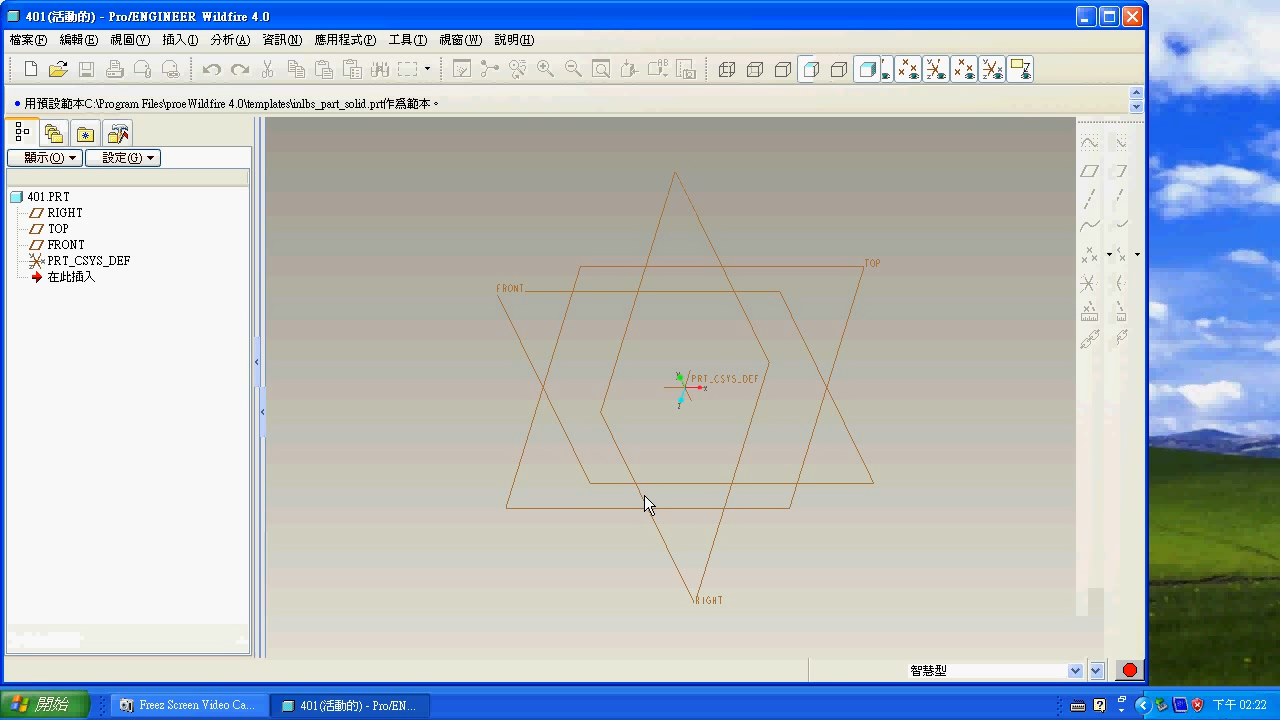 401(活動的) - Pro/ENGINEER Wildfire 4.0
檔案(F) 編輯(E) 視圖(V) 插入(I) 分析(A) 資訊(N) 應用程式(P) 工具(T) 視窗(W) 說明(H)
• 用預設範本C:\Program Files\proeWildfire 4.0\templates\inlbs_part_solid.prt作為範本。
顯示(O) 設定(G)
401.PRT
RIGHT
TOP
FRONT
PRT_CSYS_DEF
在此插入
TOP
FRONT
PRT_CSYS_DEF
Y
X
Z
RIGHT
智慧型
開始 Freez Screen Video Ca... 401(活動的) - Pro/EN... 下午 02:22